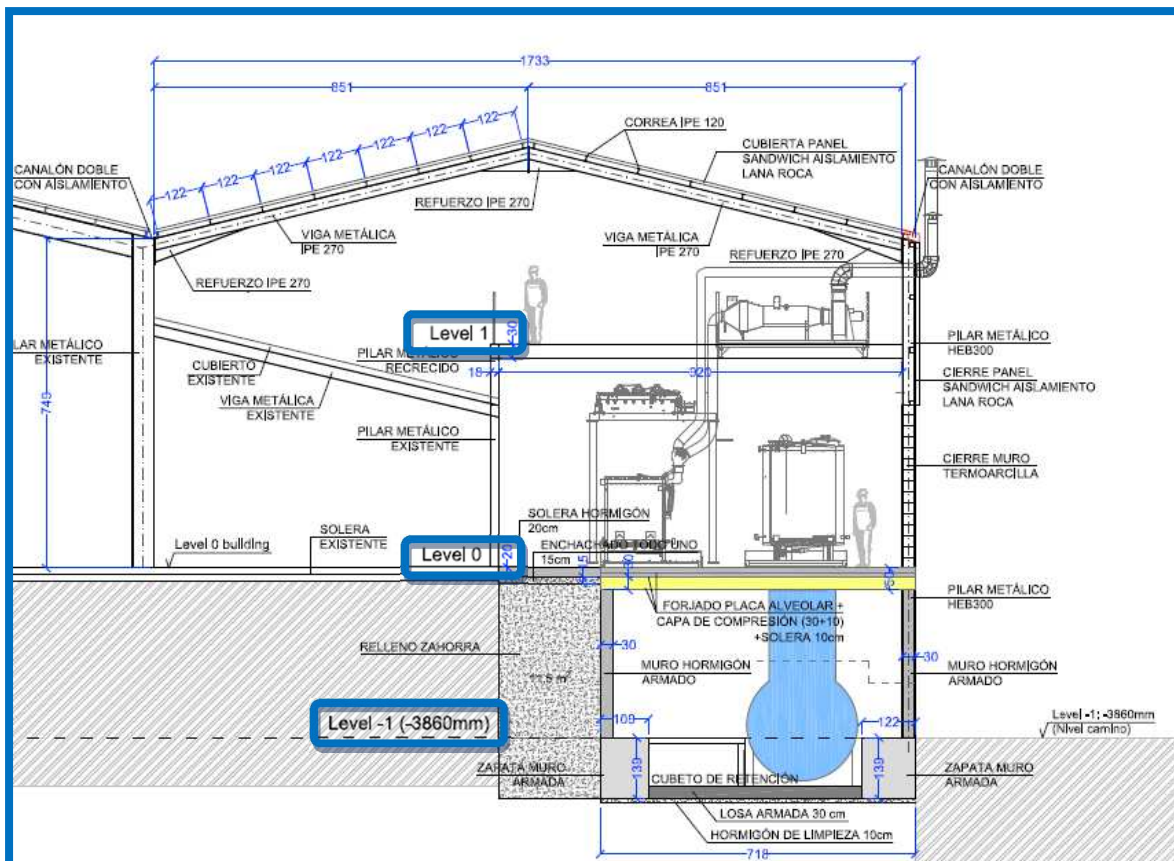 1733
851
851
122
122
122
122
122
122
122
CORREA IPE 120
CUBIERTA PANEL
SANDWICH AISLAMIENTO
LANA ROCA
CANALÓN DOBLE
CON AISLAMIENTO
CANALÓN DOBLE
CON AISLAMIENTO
REFUERZO IPE 270
VIGA METÁLICA
IPE 270
VIGA METÁLICA
IPE 270
REFUERZO IPE 270
REFUERZO IPE 270
Level 1
30
LAR METÁLICO
EXISTENTE
CUBIERTO
EXISTENTE
PILAR METÁLICO
RECRECIDO
18
920
PILAR METÁLICO
HEB300
VIGA METÁLICA
EXISTENTE
CIERRE PANEL
SANDWICH AISLAMIENTO
LANA ROCA
749
PILAR METÁLICO
EXISTENTE
CIERRE MURO
TERMOARCILLA
SOLERA HORMIGÓN
20cm
SOLERA
EXISTENTE
Level 0 building
Level 0
20
ENCHACHADO TODO UNO
15cm
15
30
50
PILAR METÁLICO
HEB300
FORJADO PLACA ALVEOLAR +
CAPA DE COMPRESIÓN (30+10)
+SOLERA 10cm
RELLENO ZAHORRA
30
30
MURO HORMIGÓN
ARMADO
MURO HORMIGÓN
ARMADO
Level -1 (-3860mm)
109
122
Level -1: -3860mm
(Nivel camino)
ZAPATA MURO
ARMADA
139
CUBETO DE RETENCIÓN
139
ZAPATA MURO
ARMADA
LOSA ARMADA 30 cm
HORMIGÓN DE LIMPIEZA 10cm
718